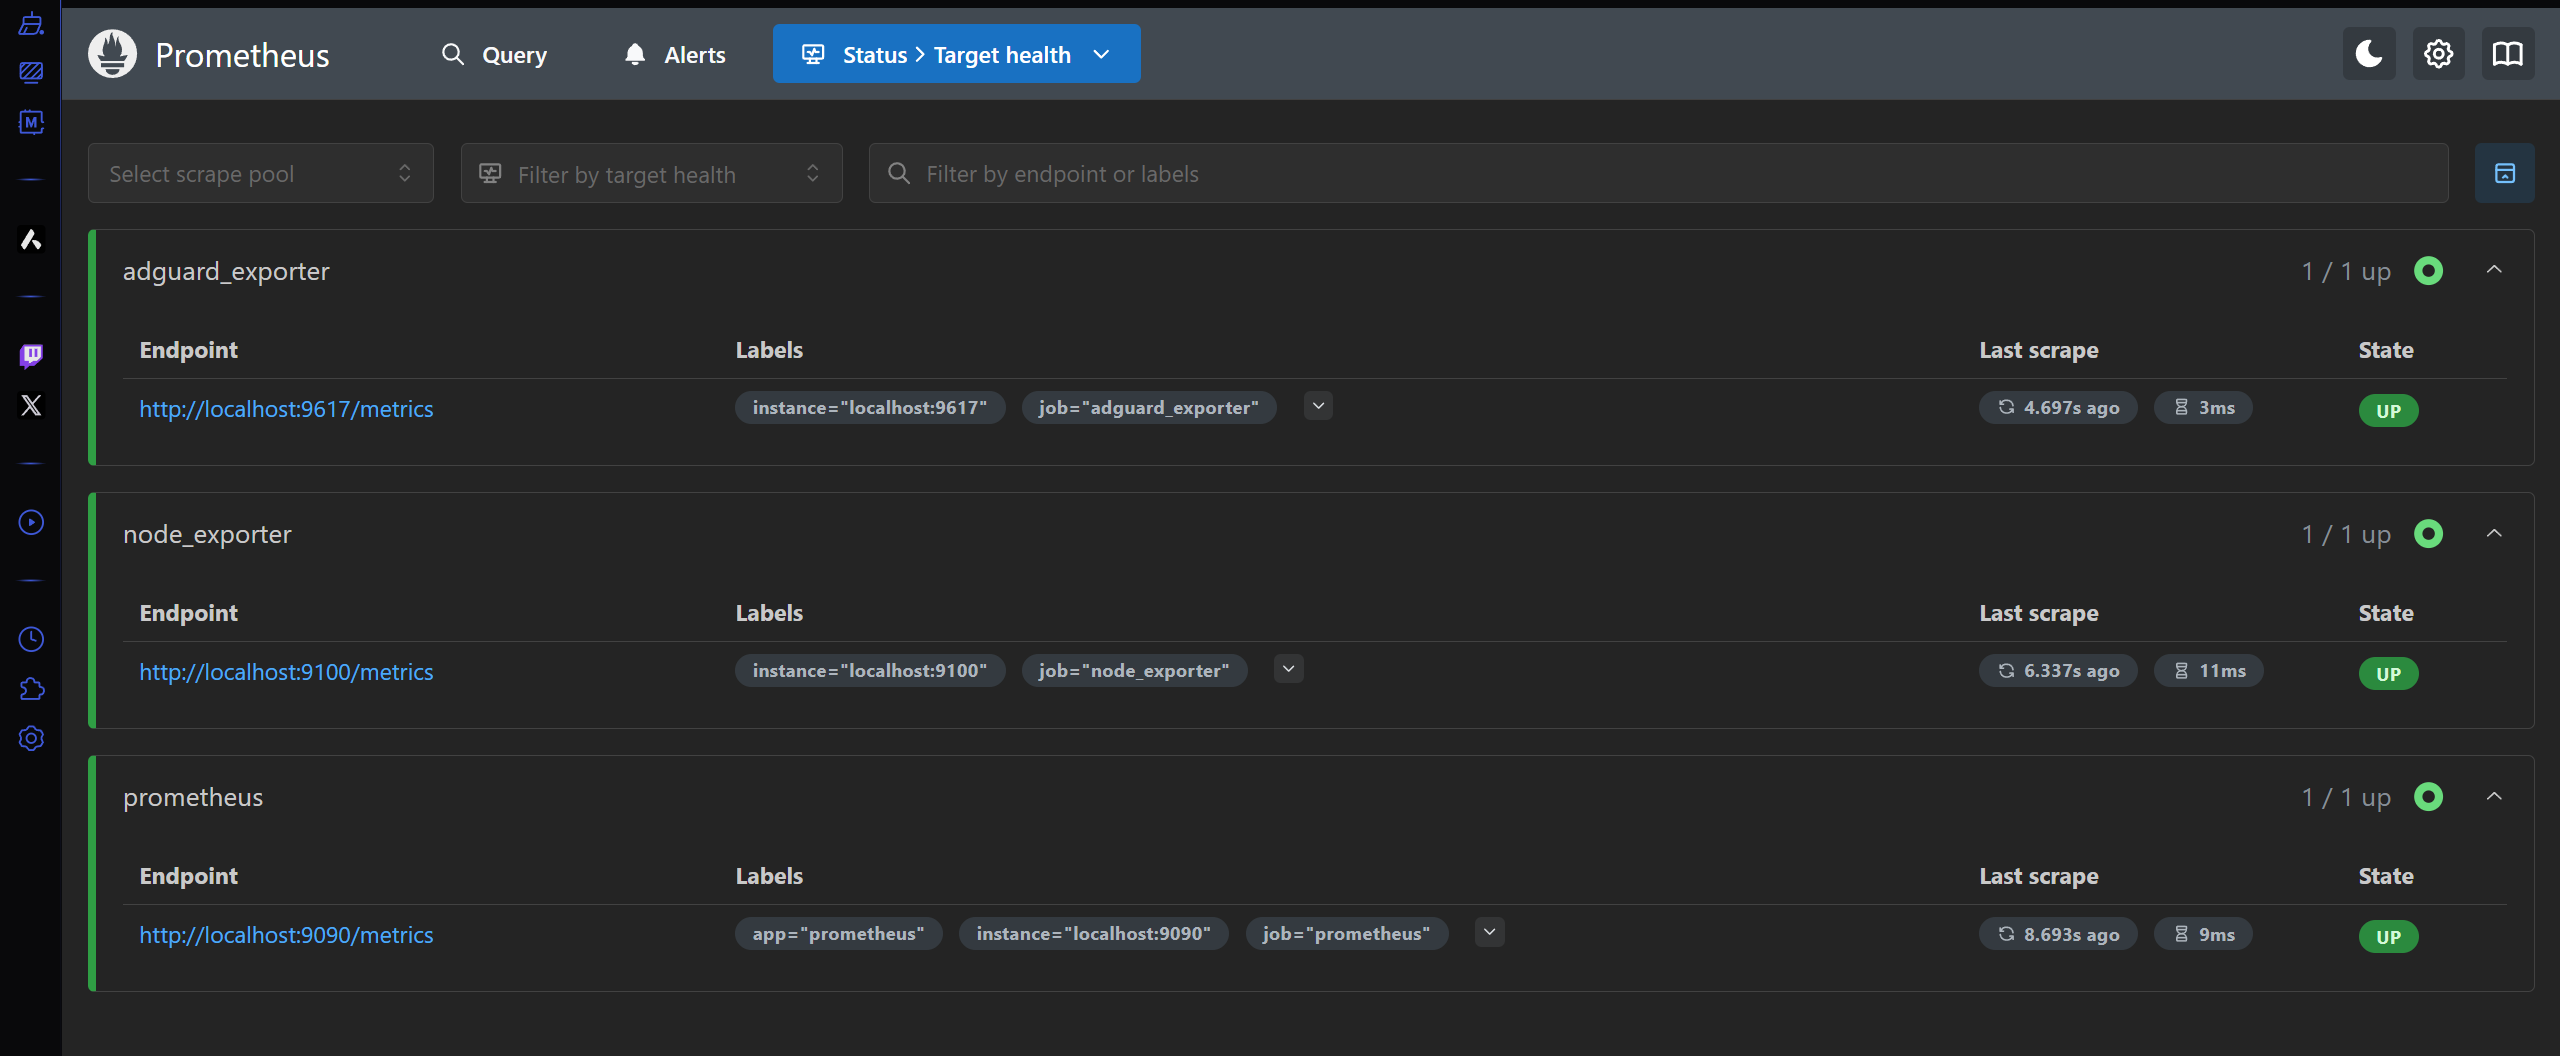 Prometheus Query Alerts Status > Target health
Select scrape pool Filter by target health Filter by endpoint or labels
adguard_exporter 1 / 1 up
Endpoint Labels Last scrape State
http://localhost:9617/metrics instance="localhost:9617" job="adguard_exporter" 4.697s ago 3ms UP
node_exporter 1 / 1 up
Endpoint Labels Last scrape State
http://localhost:9100/metrics instance="localhost:9100" job="node_exporter" 6.337s ago 11ms UP
prometheus 1 / 1 up
Endpoint Labels Last scrape State
http://localhost:9090/metrics app="prometheus" instance="localhost:9090" job="prometheus" 8.693s ago 9ms UP